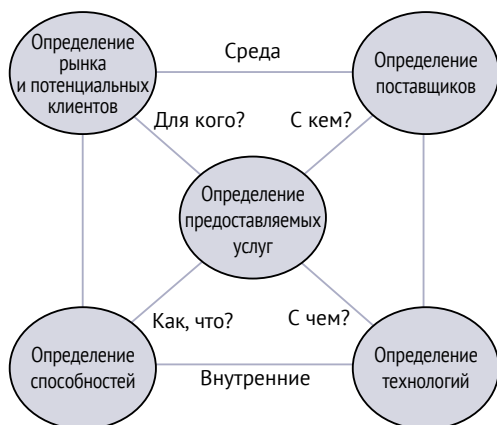 Определение
рынка
и потенциальных
клиентов
Среда
Определение
поставщиков
Для кого?
С кем?
Определение
предоставляемых
услуг
Как, что?
С чем?
Определение
способностей
Внутренние
Определение
технологий